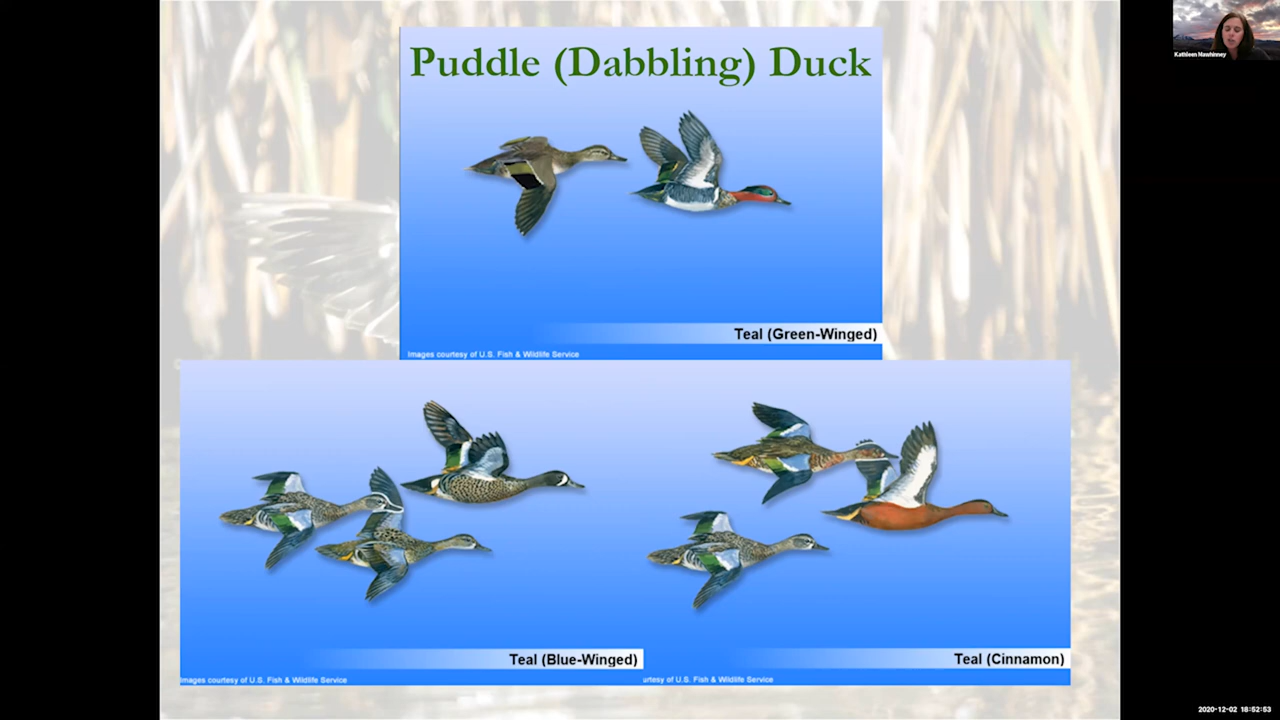 Puddle (Dabbling) Duck
Kathleen Mawhinney
Teal (Green-Winged)
Images courtesy of U.S. Fish & Wildlife Service
Teal (Blue-Winged)
Teal (Cinnamon)
Images courtesy of U.S. Fish & Wildlife Service
urtesy of U.S. Fish & Wildlife Service
2020-12-02 18:52:53